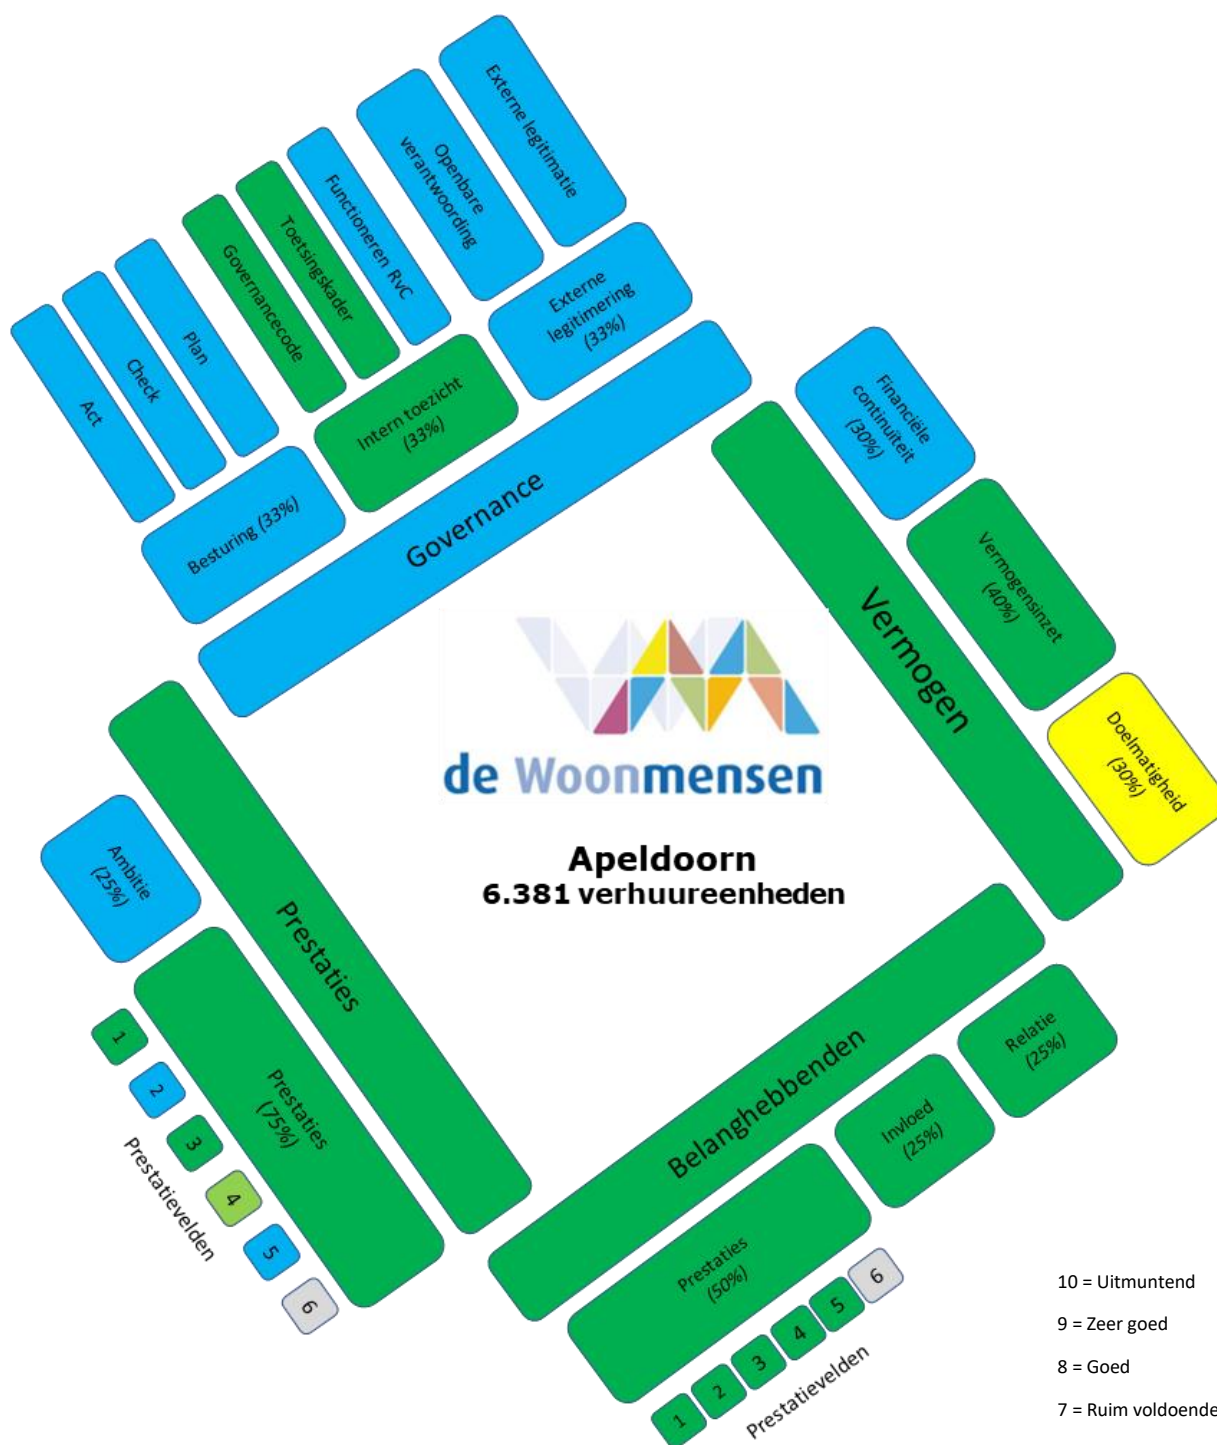 Externe legitimatie
Openbare
verantwoording
Functioneren RvC
Toetsingskader
Governancecode
Plan
Check
Act
Externe
legitimering
(33%)
Intern toezicht
(33%)
Besturing (33%)
Governance
Financiële
continuïteit
(30%)
Vermogensinzet
(40%)
Doelmatigheid
(30%)
Vermogen
de Woonmensen
Apeldoorn
6.381 verhuureenheden
Ambitie
(25%)
Prestaties
Prestaties
(75%)
1
2
3
4
5
6
Prestatievelden
Belanghebbenden
Relatie
(25%)
Invloed
(25%)
Prestaties
(50%)
1
2
3
4
5
6
Prestatievelden
10 = Uitmuntend
9 = Zeer goed
8 = Goed
7 = Ruim voldoende